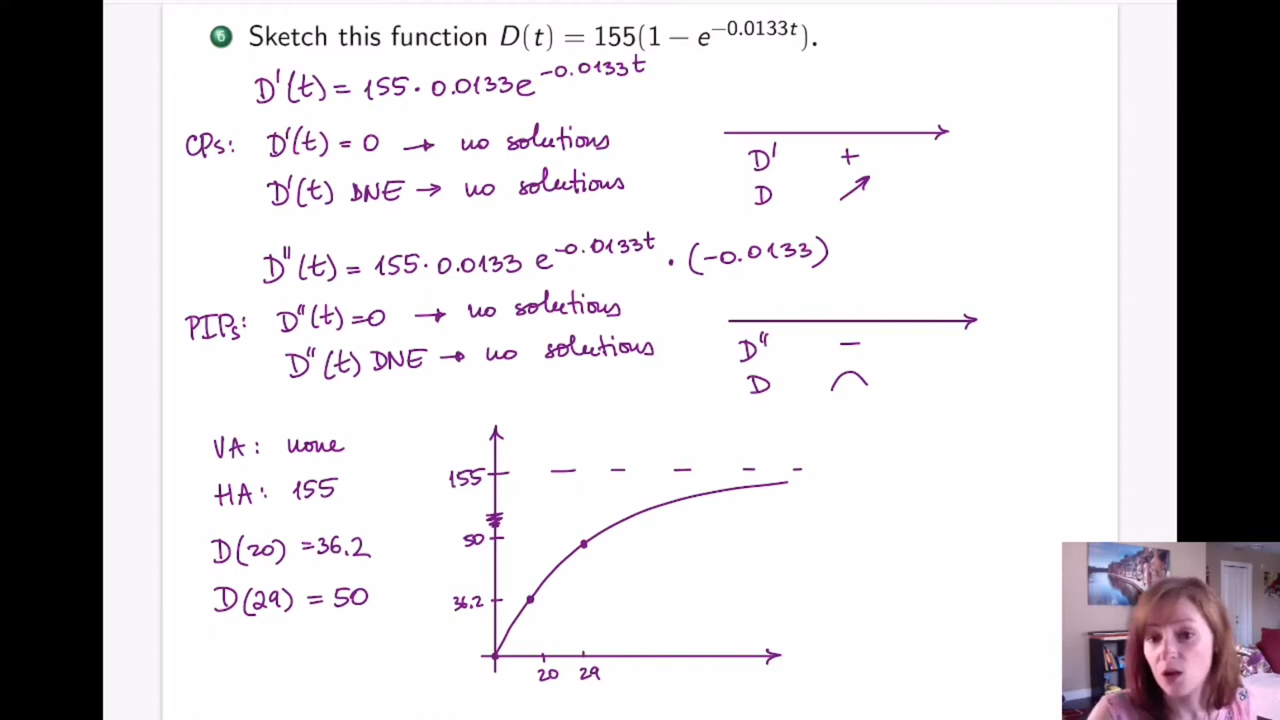 6 Sketch this function D(t) = 155(1 − e^{−0.0133t}).
D'(t) = 155 · 0.0133e^{−0.0133t}
CPs: D'(t) = 0 → no solutions
D'(t) DNE → no solutions
D' +
D ↗
D''(t) = 155 · 0.0133 e^{−0.0133t} · (−0.0133)
PIPs: D''(t) = 0 → no solutions
D''(t) DNE → no solutions
D'' −
D ⌒
VA: none
HA: 155
D(20) = 36.2
D(29) = 50
155
50
36.2
20 29